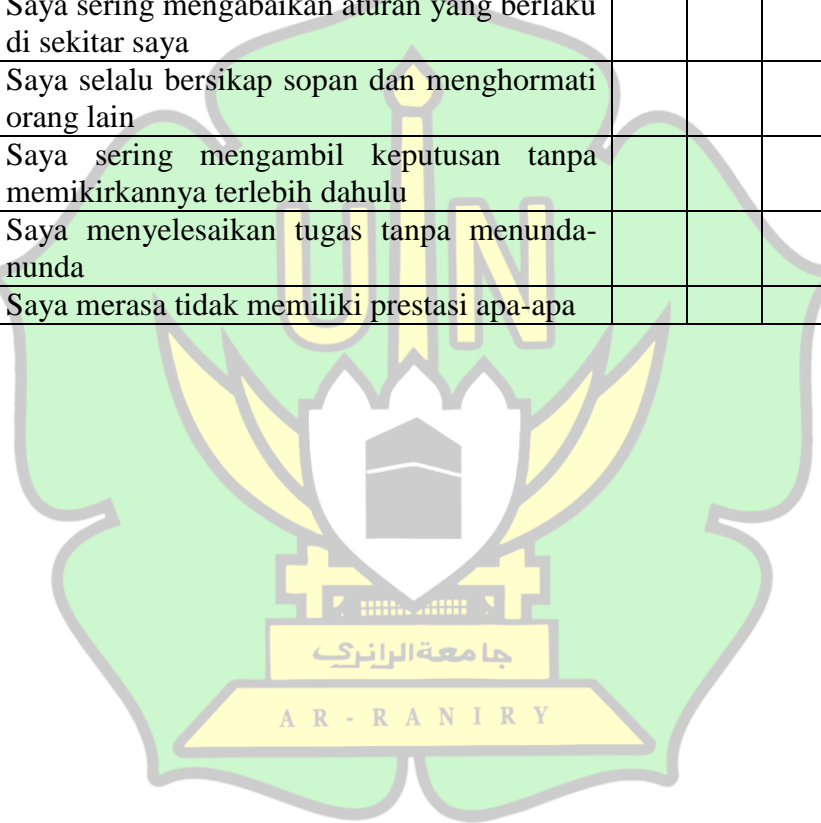 Saya sering mengabaikan aturan yang berlaku
di sekitar saya
Saya selalu bersikap sopan dan menghormati
orang lain
Saya sering mengambil keputusan tanpa
memikirkannya terlebih dahulu
Saya menyelesaikan tugas tanpa menunda-
nunda
Saya merasa tidak memiliki prestasi apa-apa
UIN
جامعة الرانري
AR-RANIRY